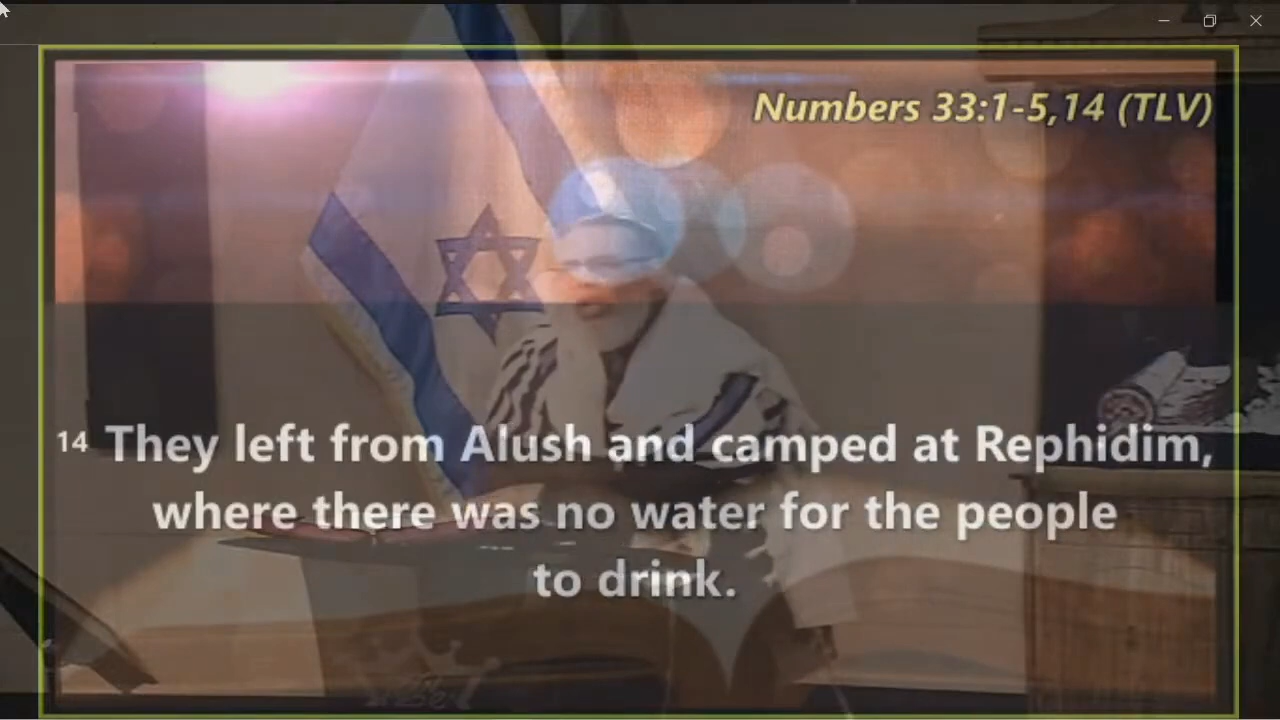 Numbers 33:1-5,14 (TLV)
14 They left from Alush and camped at Rephidim,
where there was no water for the people
to drink.